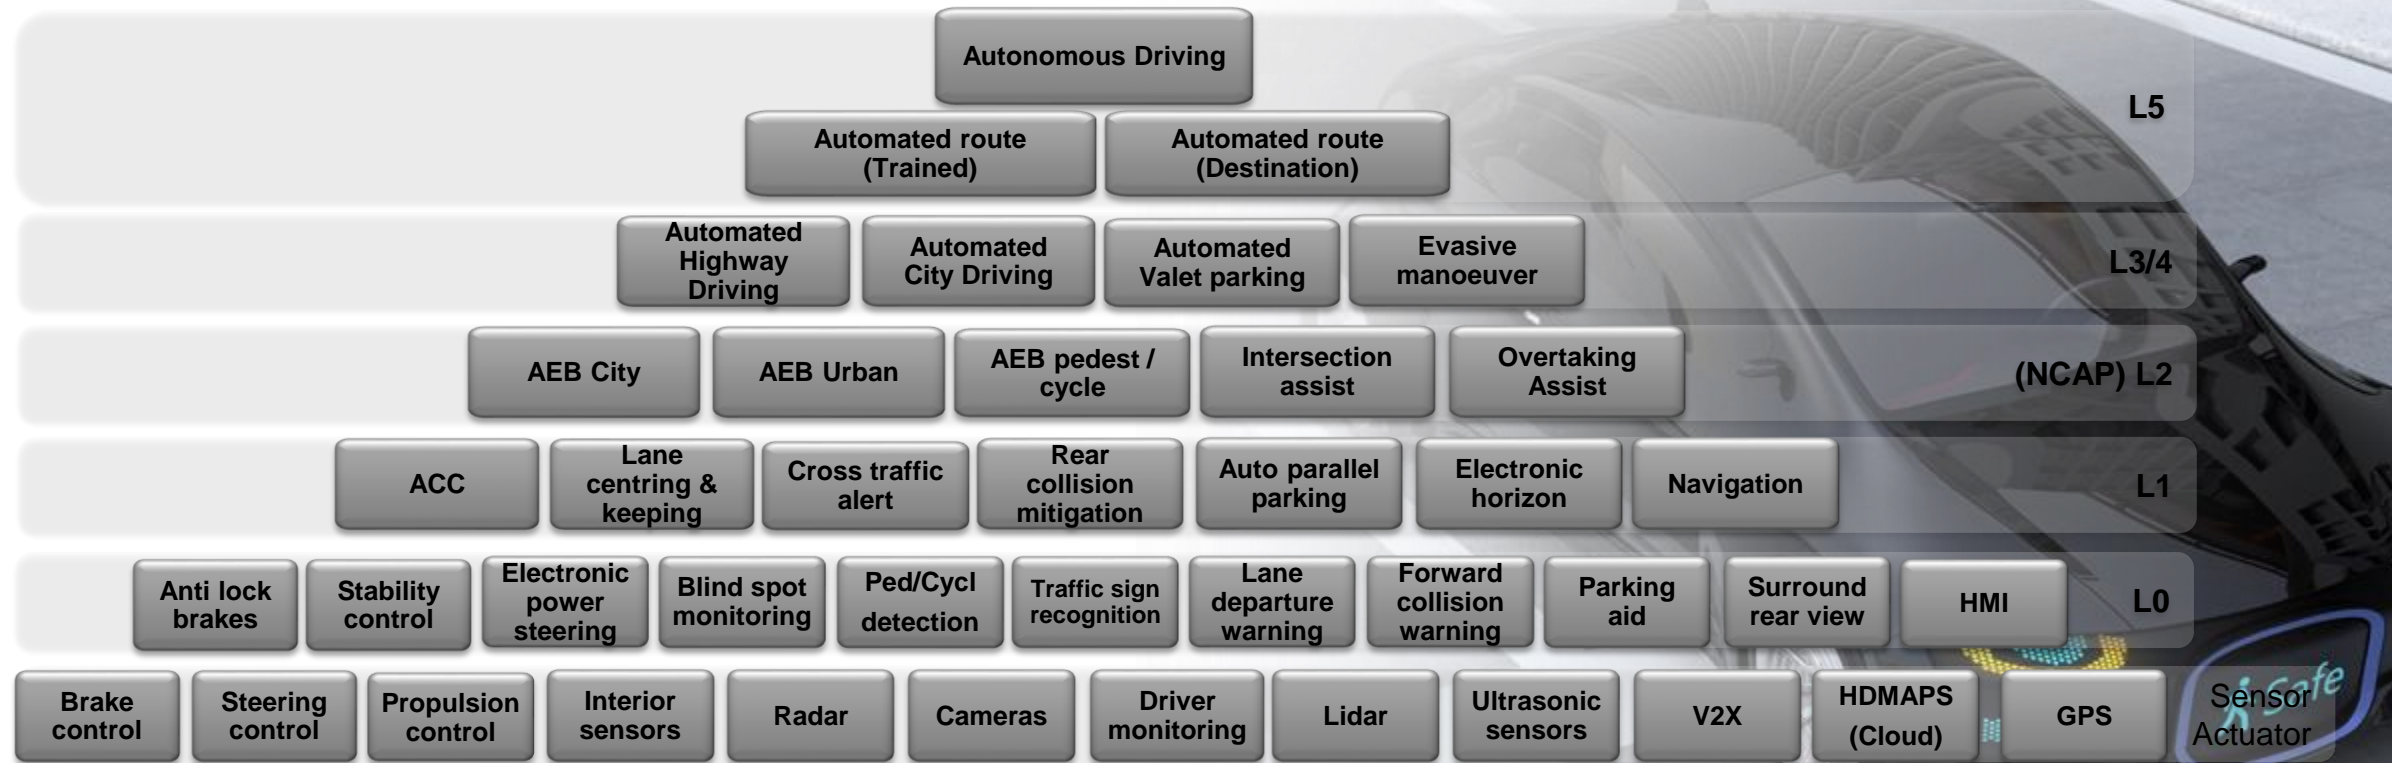 Autonomous Driving
L5
Automated route
(Trained)
Automated route
(Destination)
Automated
Highway
Driving
Automated
City Driving
Automated
Valet parking
Evasive
manoeuver
L3/4
AEB City
AEB Urban
AEB pedest /
cycle
Intersection
assist
Overtaking
Assist
(NCAP) L2
ACC
Lane
centring &
keeping
Cross traffic
alert
Rear
collision
mitigation
Auto parallel
parking
Electronic
horizon
Navigation
L1
Anti lock
brakes
Stability
control
Electronic
power
steering
Blind spot
monitoring
Ped/Cycl
detection
Traffic sign
recognition
Lane
departure
warning
Forward
collision
warning
Parking
aid
Surround
rear view
HMI
L0
Brake
control
Steering
control
Propulsion
control
Interior
sensors
Radar
Cameras
Driver
monitoring
Lidar
Ultrasonic
sensors
V2X
HDMAPS
(Cloud)
GPS
Sensor
Actuator
Safe